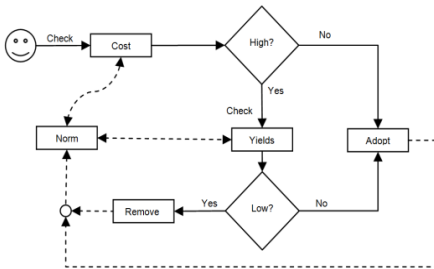 Check
Cost
High?
No
Yes
Check
Norm
Yields
Adopt
Remove
Yes
Low?
No